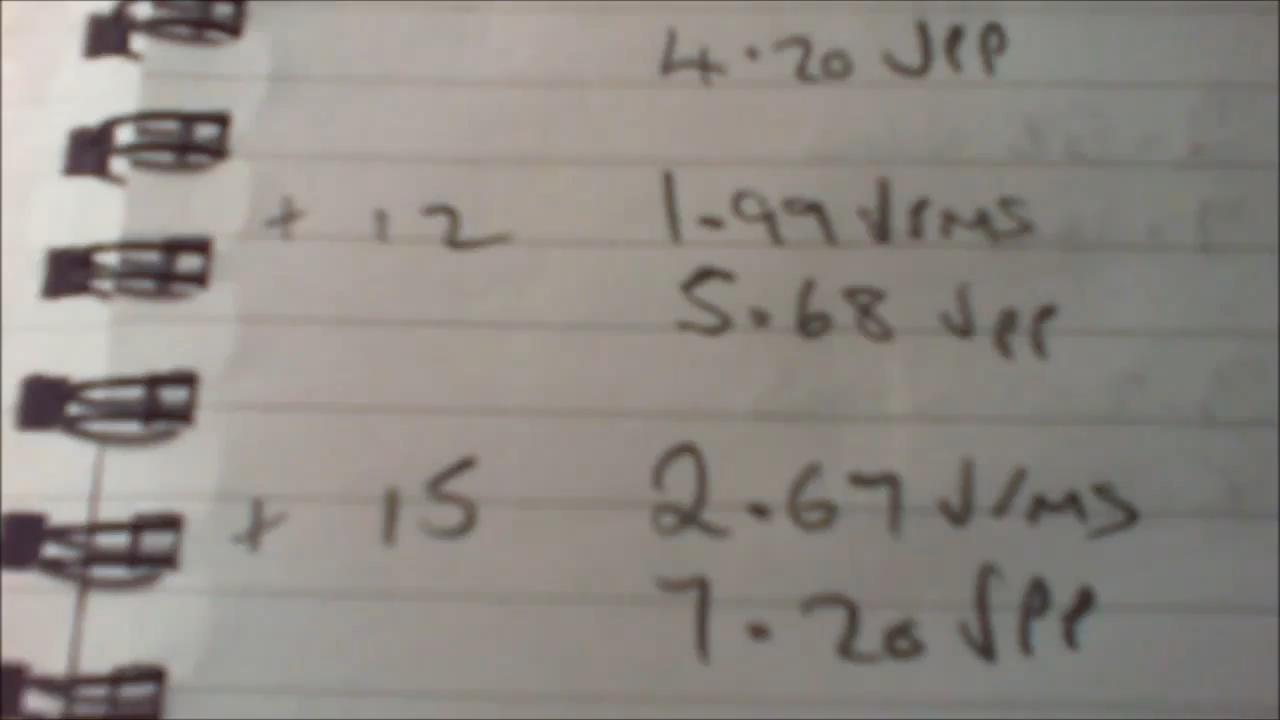 4.20 VPP
+ 12 1.99 Vrms
5.68 VPP
+ 15 2.67 Vrms
7.20 VPP